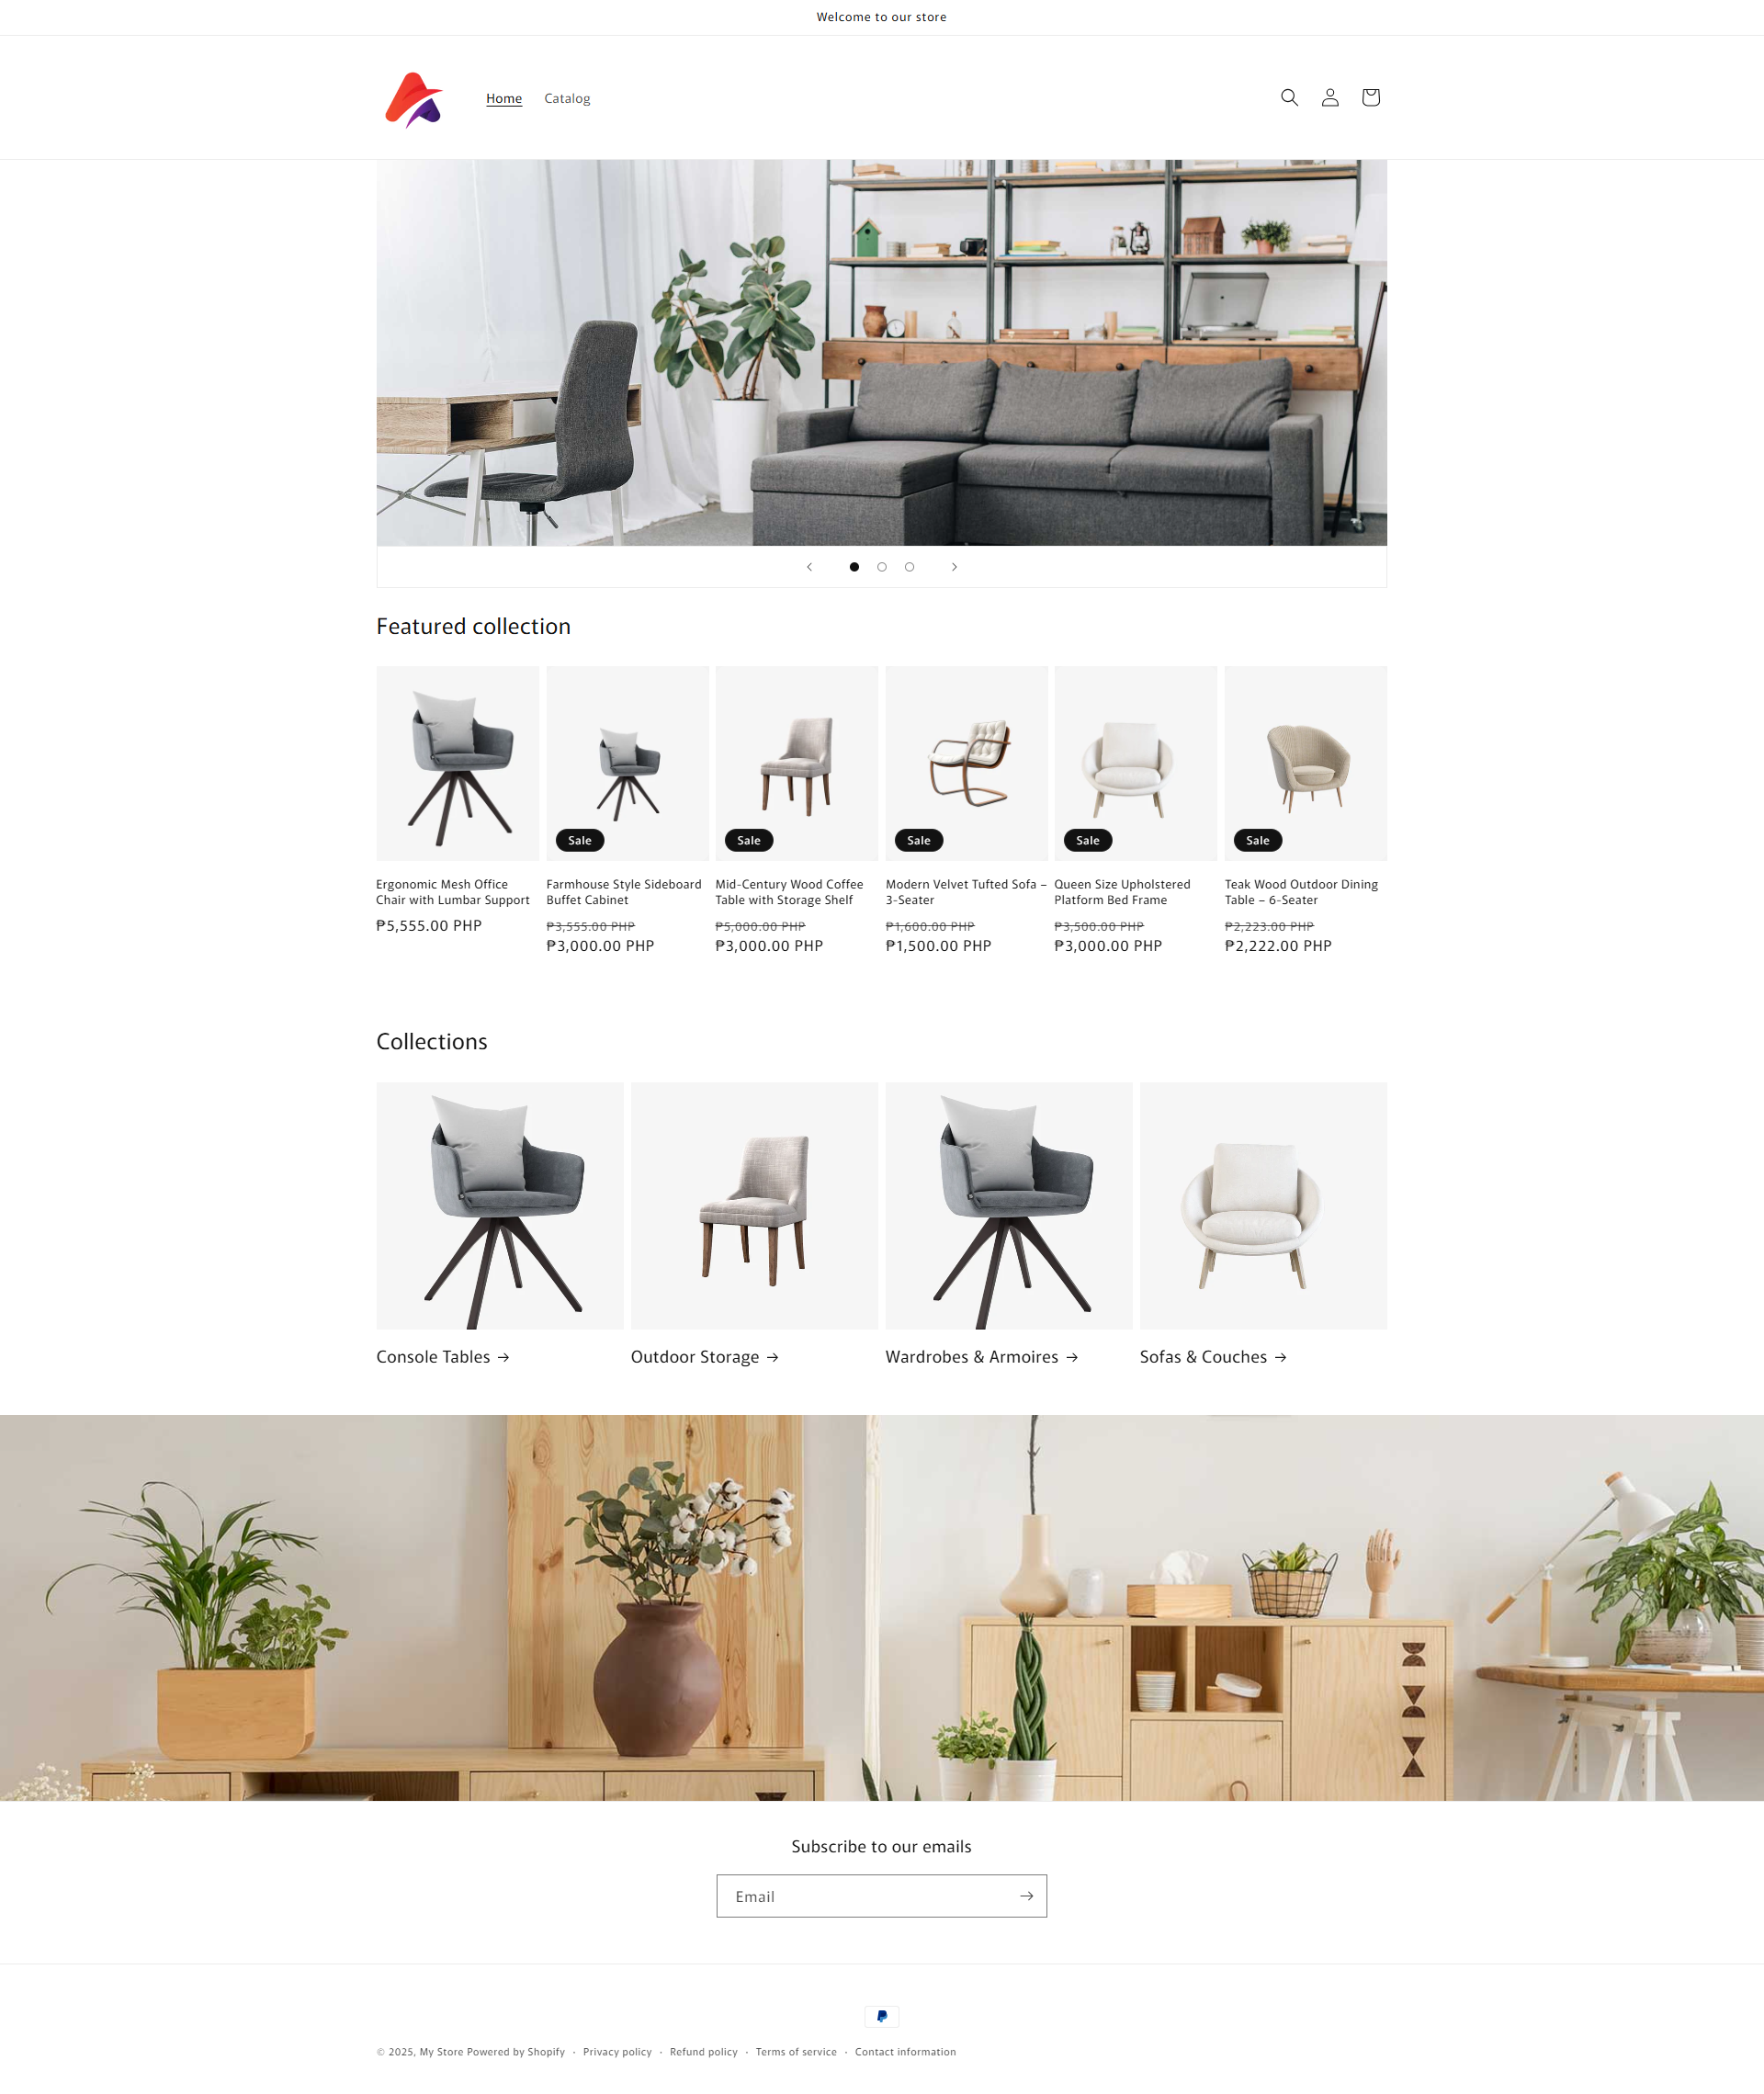 Welcome to our store
Home
Catalog
Featured collection
Sale
Sale
Sale
Sale
Sale
Ergonomic Mesh Office
Chair with Lumbar Support
₱5,555.00 PHP
Farmhouse Style Sideboard
Buffet Cabinet
₱3,555.00 PHP
₱3,000.00 PHP
Mid-Century Wood Coffee
Table with Storage Shelf
₱5,000.00 PHP
₱3,000.00 PHP
Modern Velvet Tufted Sofa –
3-Seater
₱1,600.00 PHP
₱1,500.00 PHP
Queen Size Upholstered
Platform Bed Frame
₱3,500.00 PHP
₱3,000.00 PHP
Teak Wood Outdoor Dining
Table – 6-Seater
₱2,223.00 PHP
₱2,222.00 PHP
Collections
Console Tables →
Outdoor Storage →
Wardrobes & Armoires →
Sofas & Couches →
Subscribe to our emails
Email
© 2025, My Store Powered by Shopify · Privacy policy · Refund policy · Terms of service · Contact information